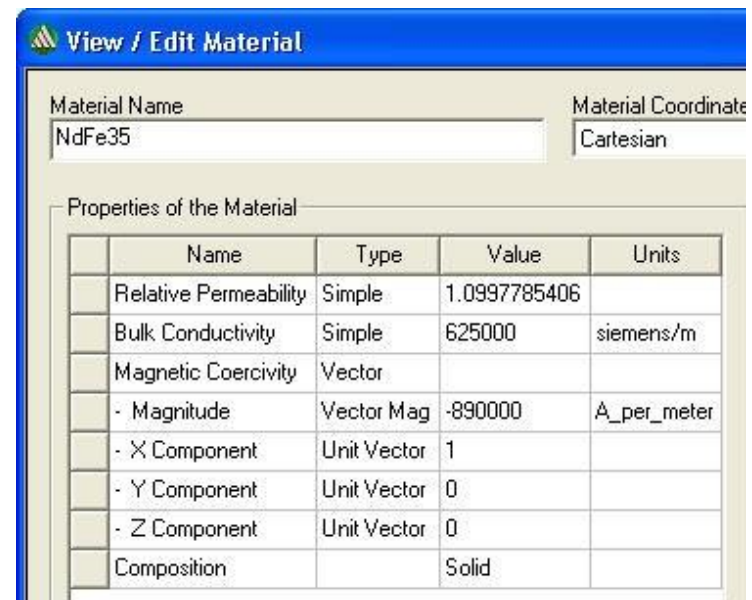 View / Edit Material
Material Name Material Coordinate
NdFe35 Cartesian
Properties of the Material
Name Type Value Units
Relative Permeability Simple 1.0997785406
Bulk Conductivity Simple 625000 siemens/m
Magnetic Coercivity Vector
- Magnitude Vector Mag -890000 A_per_meter
- X Component Unit Vector 1
- Y Component Unit Vector 0
- Z Component Unit Vector 0
Composition Solid